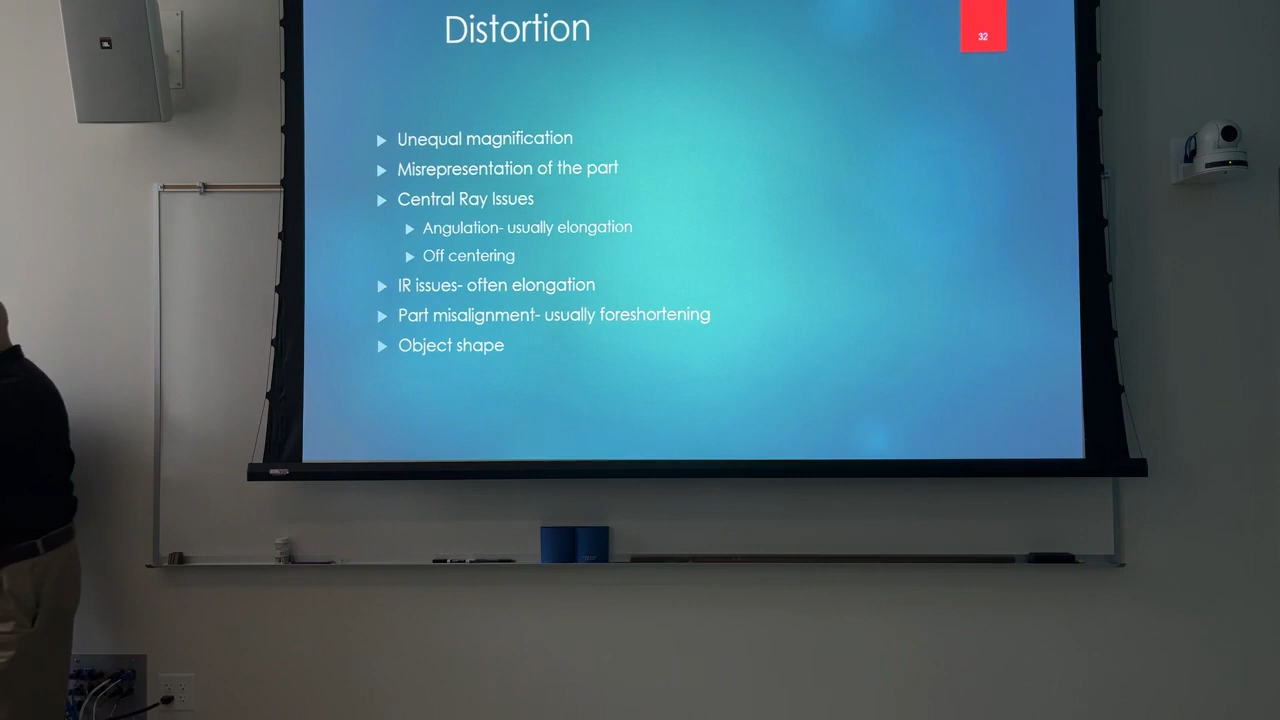 Distortion
32
Unequal magnification
Misrepresentation of the part
Central Ray Issues
Angulation- usually elongation
Off centering
IR issues- often elongation
Part misalignment- usually foreshortening
Object shape
JBL